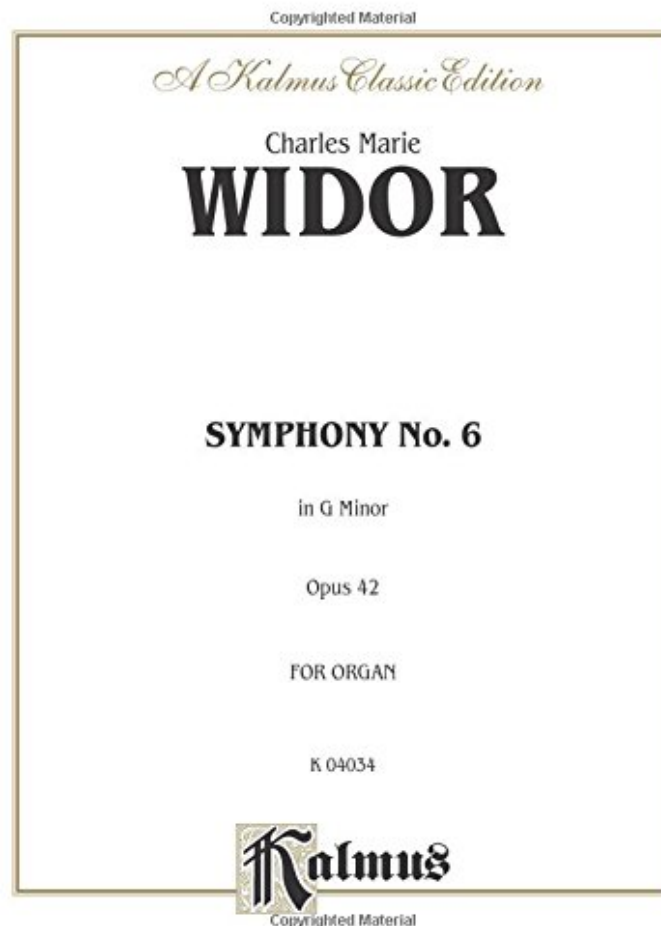 Copyrighted Material
A Kalmus Classic Edition
Charles Marie
WIDOR
SYMPHONY No. 6
in G Minor
Opus 42
FOR ORGAN
K 04034
Kalmus
Copyrighted Material